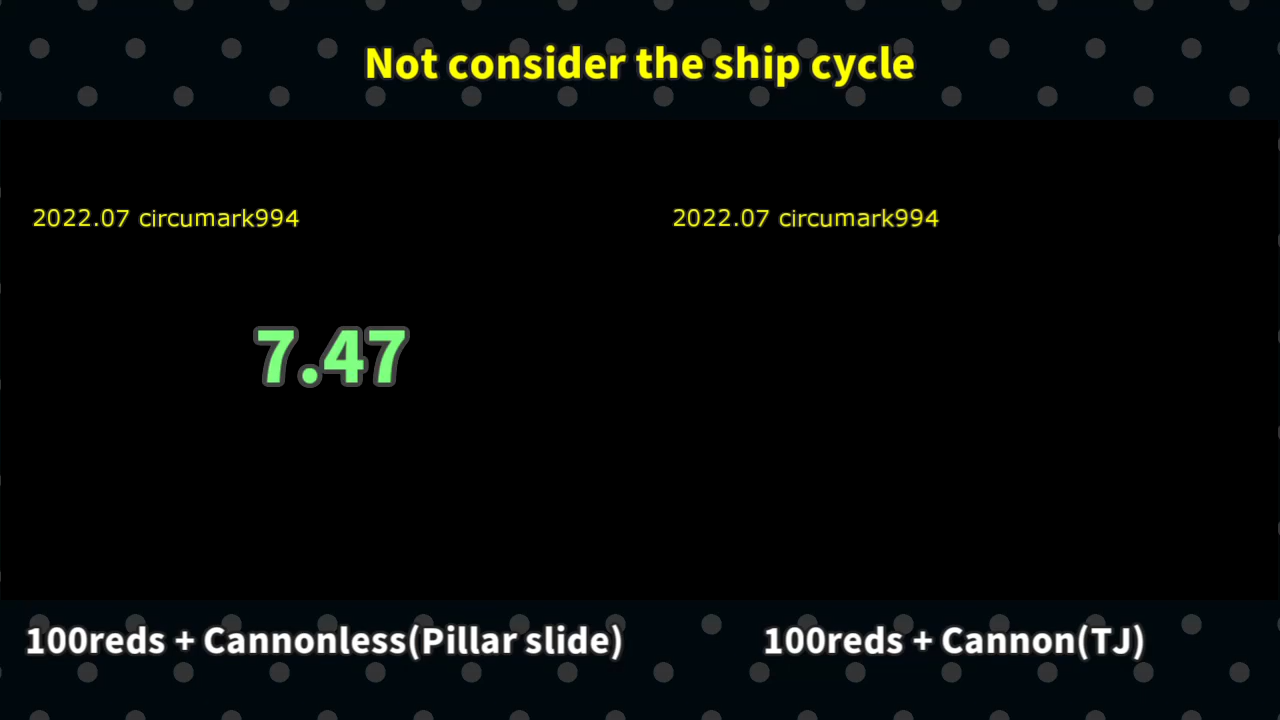 Not consider the ship cycle
2022.07 circumark994
2022.07 circumark994
7.47
100reds + Cannonless(Pillar slide)
100reds + Cannon(TJ)